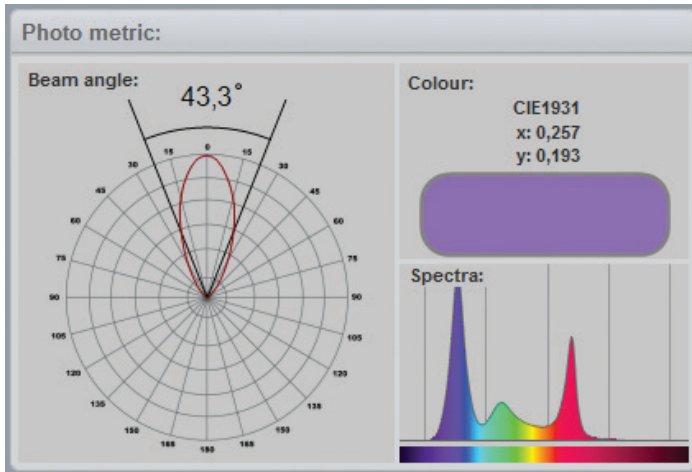 Photo metric:
Beam angle:
43,3°
0
15 15
30 30
45 45
60 60
75 75
90 90
105 105
120 120
135 135
150 150
165 165
180
Colour:
CIE1931
x: 0,257
y: 0,193
Spectra: